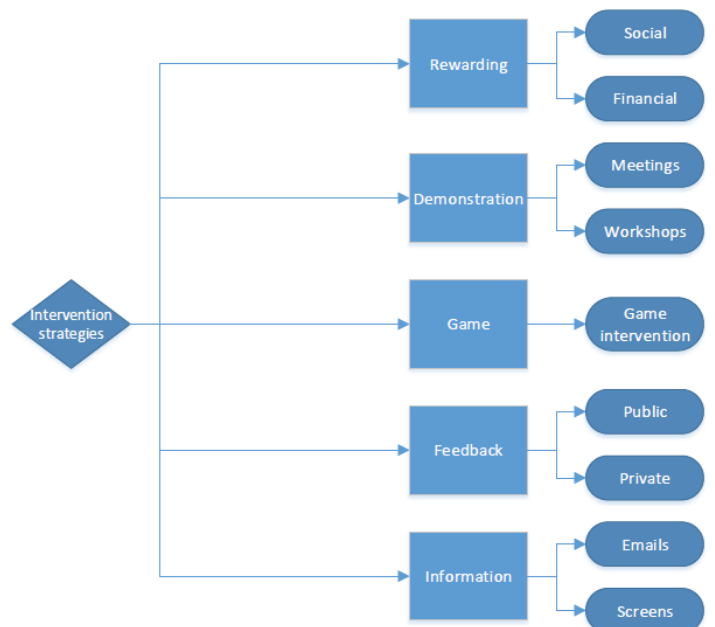 Social
Rewarding
Financial
Meetings
Demonstration
Workshops
Intervention
strategies
Game
Game
intervention
Public
Feedback
Private
Emails
Information
Screens